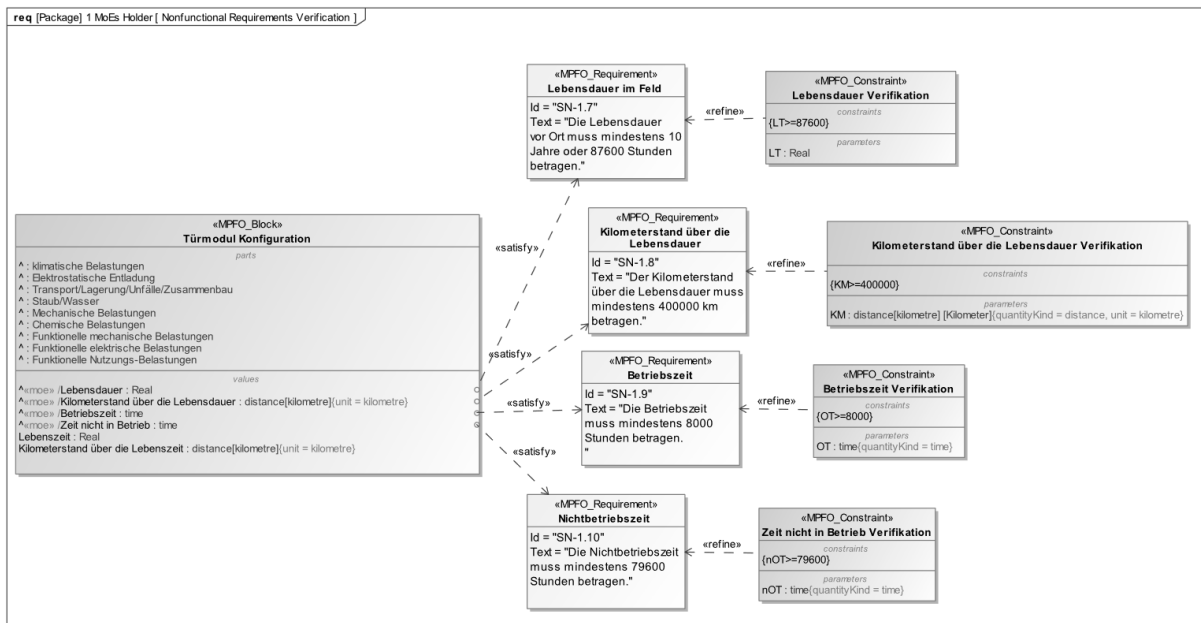 req [Package] 1 MoEs Holder [ Nonfunctional Requirements Verification ]
«MPFO_Block»
Türmodul Konfiguration
parts
^ : klimatische Belastungen
^ : Elektrostatische Entladung
^ : Transport/Lagerung/Unfälle/Zusammenbau
^ : Staub/Wasser
^ : Mechanische Belastungen
^ : Chemische Belastungen
^ : Funktionelle mechanische Belastungen
^ : Funktionelle elektrische Belastungen
^ : Funktionelle Nutzungs-Belastungen
values
^«moe» /Lebensdauer : Real
^«moe» /Kilometerstand über die Lebensdauer : distance[kilometre]{unit = kilometre}
^«moe» /Betriebszeit : time
^«moe» /Zeit nicht in Betrieb : time
Lebenszeit : Real
Kilometerstand über die Lebenszeit : distance[kilometre]{unit = kilometre}
«satisfy»
«satisfy»
«satisfy»
«satisfy»
«MPFO_Requirement»
Lebensdauer im Feld
Id = "SN-1.7"
Text = "Die Lebensdauer
vor Ort muss mindestens 10
Jahre oder 87600 Stunden
betragen."
«refine»
«MPFO_Constraint»
Lebensdauer Verifikation
constraints
{LT>=87600}
parameters
LT : Real
«MPFO_Requirement»
Kilometerstand über die
Lebensdauer
Id = "SN-1.8"
Text = "Der Kilometerstand
über die Lebensdauer muss
mindestens 400000 km
betragen."
«refine»
«MPFO_Constraint»
Kilometerstand über die Lebensdauer Verifikation
constraints
{KM>=400000}
parameters
KM : distance[kilometre] [Kilometer]{quantityKind = distance, unit = kilometre}
«MPFO_Requirement»
Betriebszeit
Id = "SN-1.9"
Text = "Die Betriebszeit
muss mindestens 8000
Stunden betragen.
"
«refine»
«MPFO_Constraint»
Betriebszeit Verifikation
constraints
{OT>=8000}
parameters
OT : time{quantityKind = time}
«MPFO_Requirement»
Nichtbetriebszeit
Id = "SN-1.10"
Text = "Die Nichtbetriebszeit
muss mindestens 79600
Stunden betragen."
«refine»
«MPFO_Constraint»
Zeit nicht in Betrieb Verifikation
constraints
{nOT>=79600}
parameters
nOT : time{quantityKind = time}